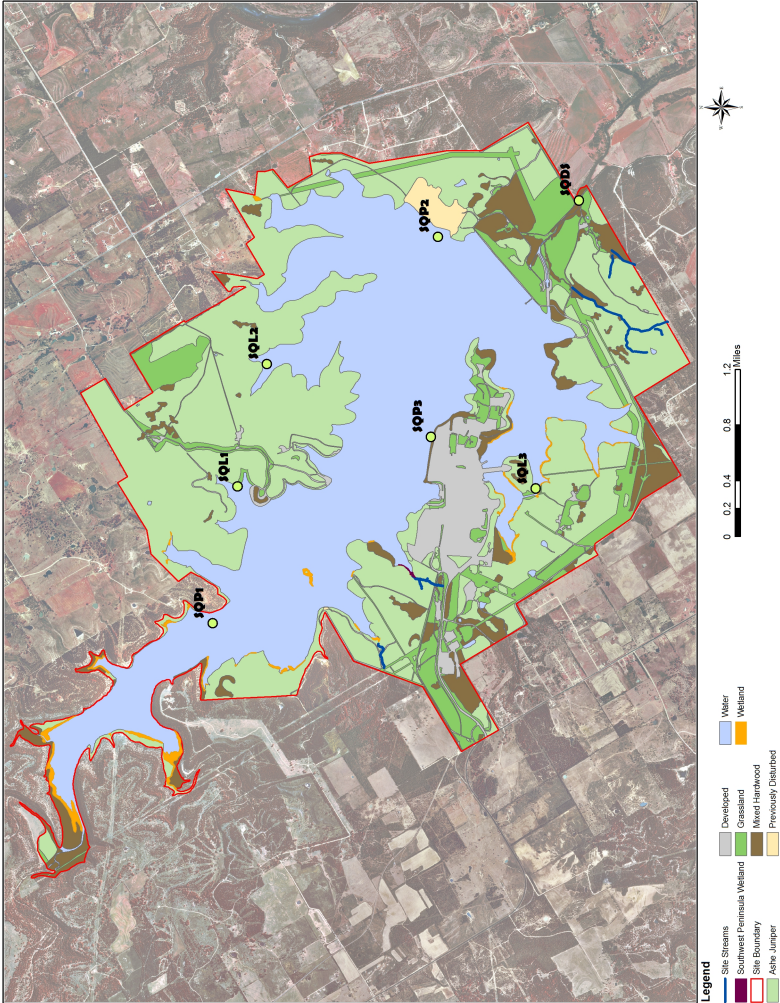 SQP1
SQL1
SQL2
SQP2
SQP3
SQL3
SQDS
0 0.2 0.4 0.8 1.2
Miles
Legend
Site Streams
Southwest Peninsula Wetland
Site Boundary
Ashe Juniper
Developed
Grassland
Mixed Hardwood
Previously Disturbed
Water
Wetland